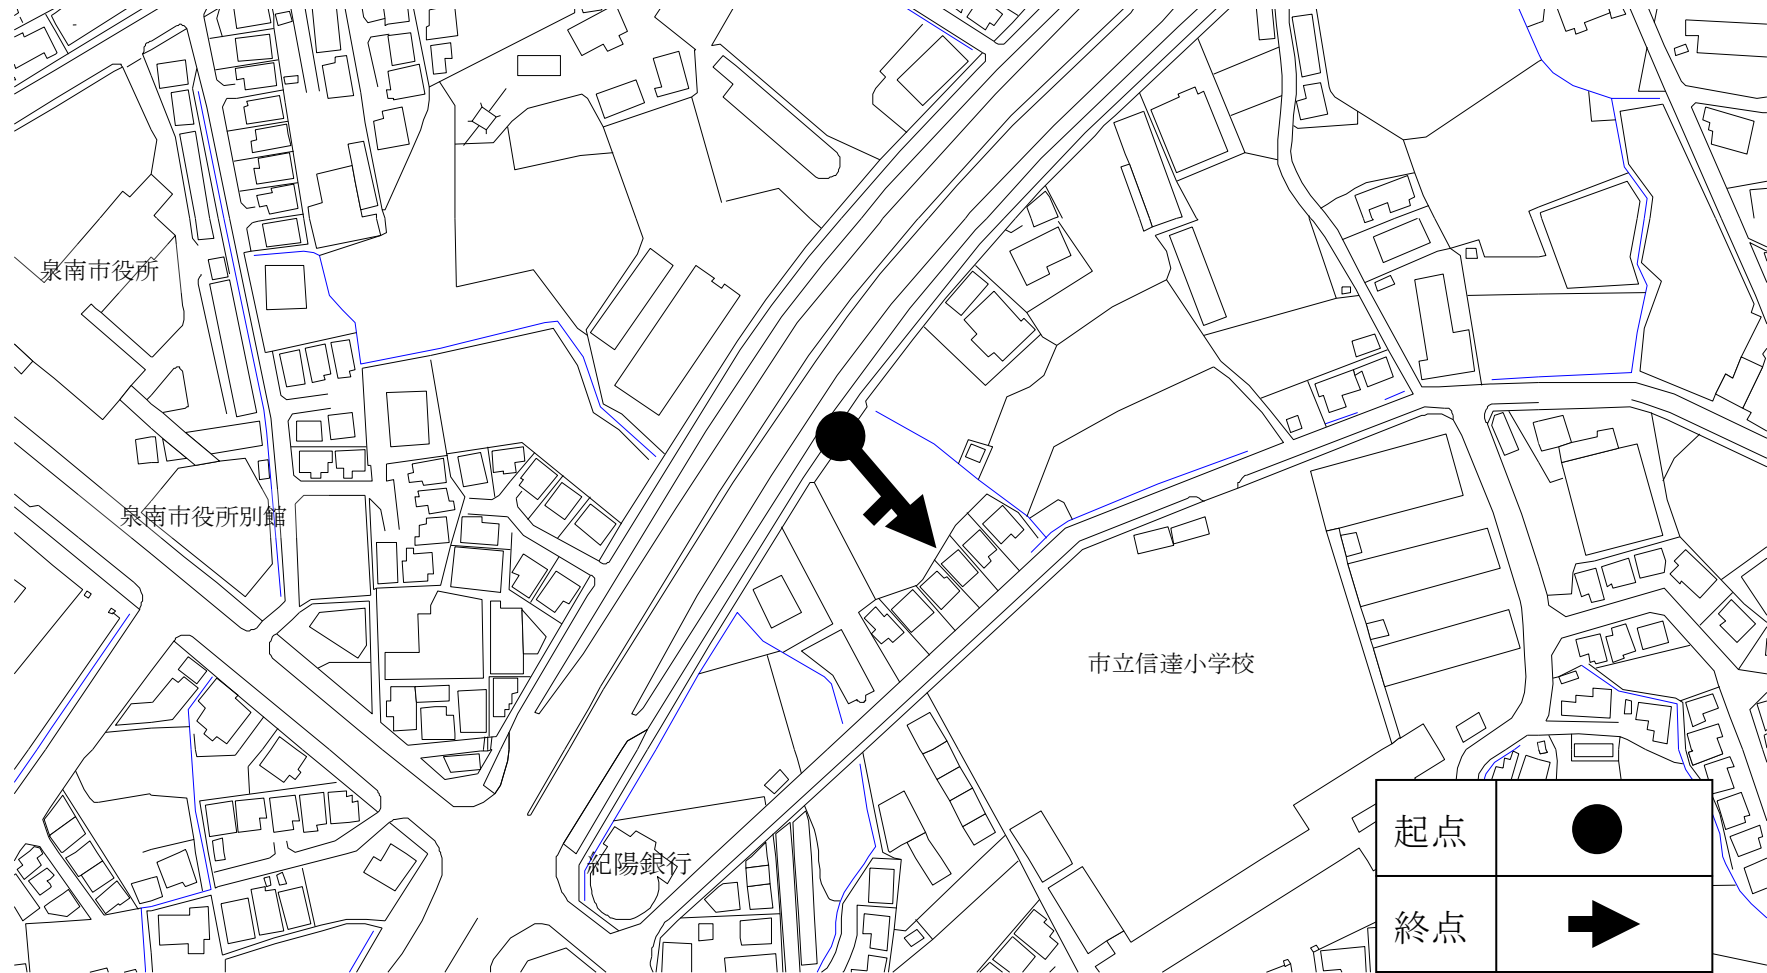 泉南市役所
泉南市役所別館
市立信達小学校
紀陽銀行
起点
終点